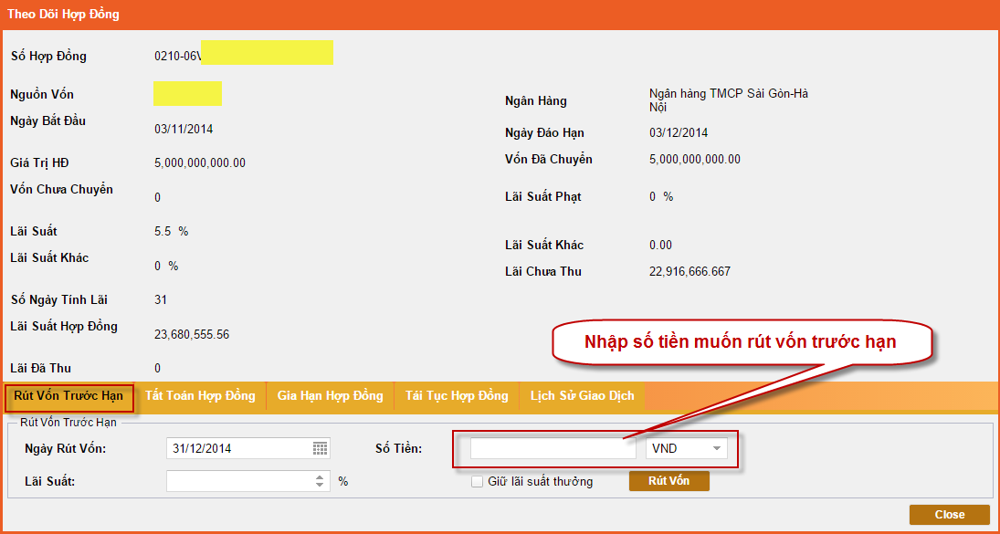 Theo Dõi Hợp Đồng
Số Hợp Đồng 0210-06V
Nguồn Vốn
Ngân Hàng Ngân hàng TMCP Sài Gòn-Hà
Nội
Ngày Bắt Đầu 03/11/2014
Ngày Đáo Hạn 03/12/2014
Giá Trị HĐ 5,000,000,000.00
Vốn Đã Chuyển 5,000,000,000.00
Vốn Chưa Chuyển 0
Lãi Suất Phạt 0 %
Lãi Suất 5.5 %
Lãi Suất Khác 0.00
Lãi Suất Khác 0 %
Lãi Chưa Thu 22,916,666.667
Số Ngày Tính Lãi 31
Lãi Suất Hợp Đồng 23,680,555.56
Nhập số tiền muốn rút vốn trước hạn
Lãi Đã Thu 0
Rút Vốn Trước Hạn Tất Toán Hợp Đồng Gia Hạn Hợp Đồng Tái Tục Hợp Đồng Lịch Sử Giao Dịch
Rút Vốn Trước Hạn
Ngày Rút Vốn: 31/12/2014 Số Tiền: VND
Lãi Suất: % Giữ lãi suất thưởng Rút Vốn
Close